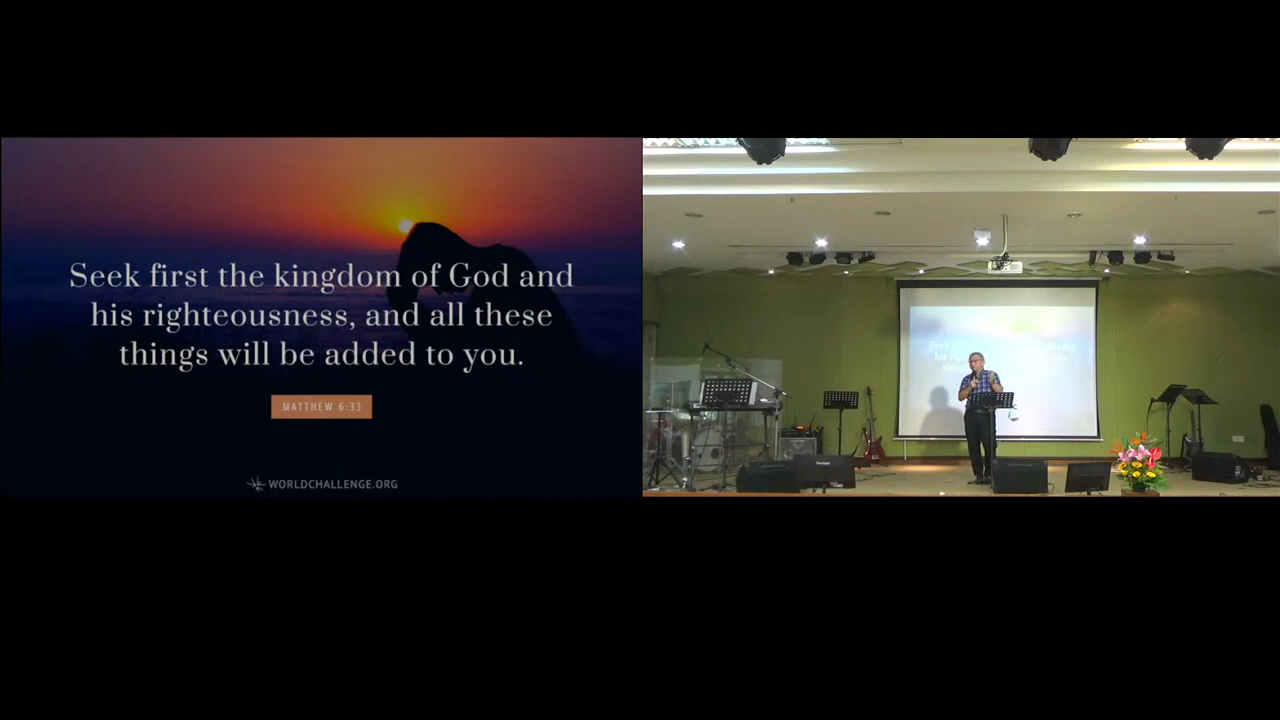 Seek first the kingdom of God and
his righteousness, and all these
things will be added to you.
MATTHEW 6:33
WORLDCHALLENGE.ORG